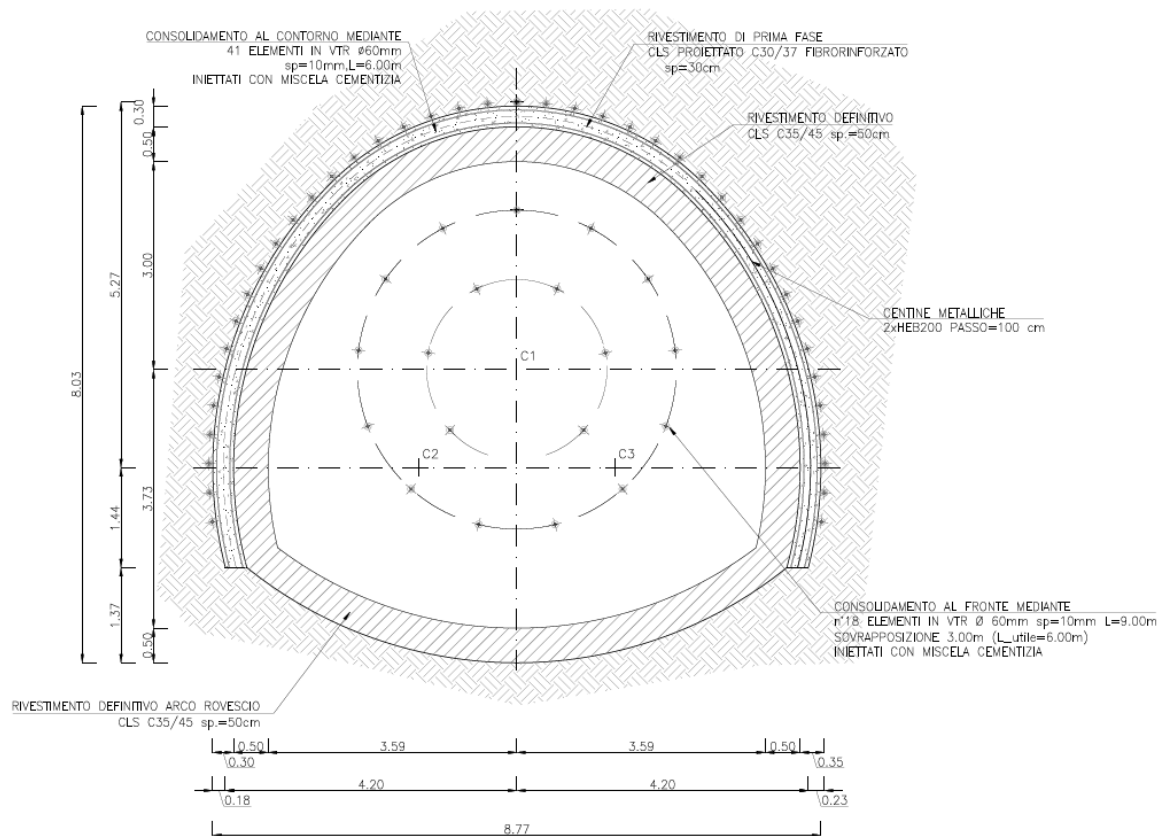 CONSOLIDAMENTO AL CONTORNO MEDIANTE
41 ELEMENTI IN VTR Ø60mm
sp=10mm,L=6.00m
INIETTATI CON MISCELA CEMENTIZIA
RIVESTIMENTO DI PRIMA FASE
CLS PROIETTATO C30/37 FIBRORINFORZATO
sp=30cm
RIVESTIMENTO DEFINITIVO
CLS C35/45 sp.=50cm
CENTINE METALLICHE
2xHEB200 PASSO=100 cm
0.30
0.50
3.00
5.27
8.03
3.73
1.44
1.37
0.50
C1
C2
C3
CONSOLIDAMENTO AL FRONTE MEDIANTE
n°18 ELEMENTI IN VTR Ø 60mm sp=10mm L=9.00m
SOVRAPPOSIZIONE 3.00m (L_utile=6.00m)
INIETTATI CON MISCELA CEMENTIZIA
RIVESTIMENTO DEFINITIVO ARCO ROVESCIO
CLS C35/45 sp.=50cm
0.50 3.59 3.59 0.50
0.30 0.35
4.20 4.20
0.18 0.23
8.77